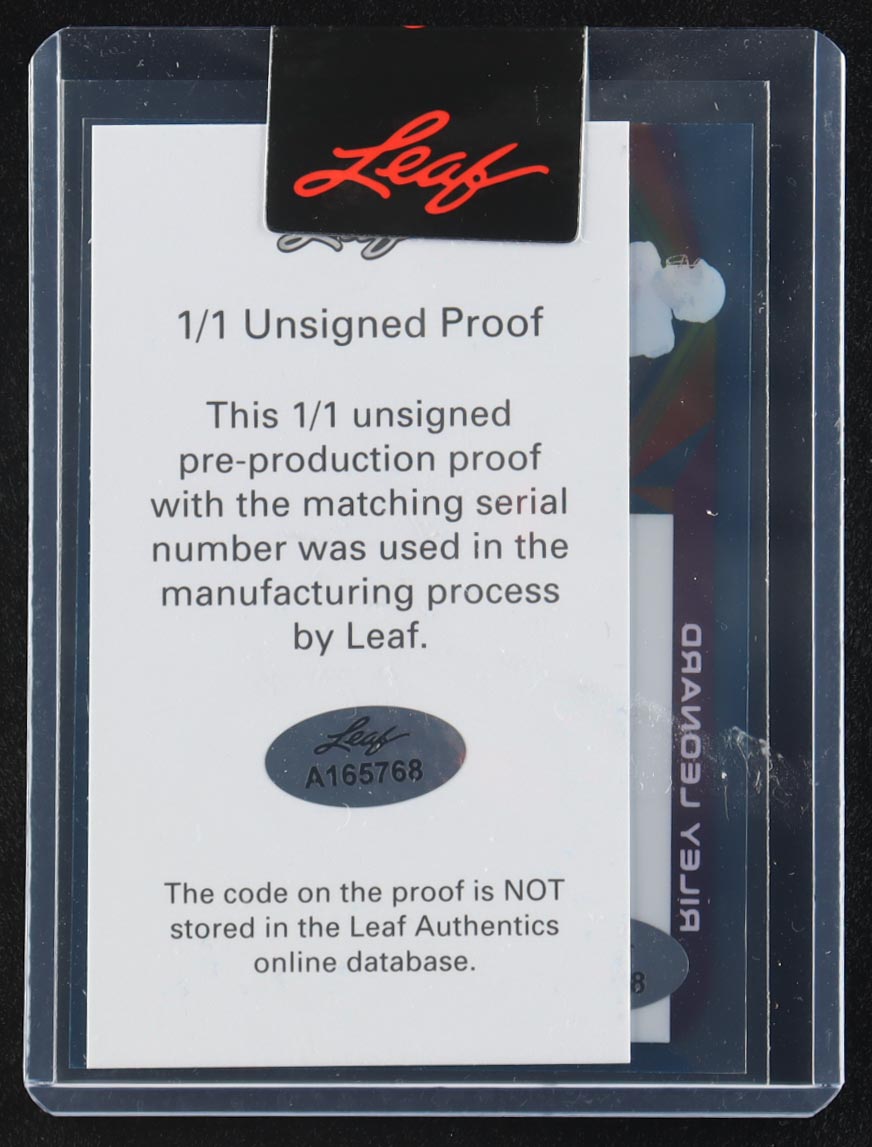 Leaf
Leaf
1/1 Unsigned Proof
This 1/1 unsigned
pre-production proof
with the matching serial
number was used in the
manufacturing process
by Leaf.
Leaf
A165768
The code on the proof is NOT
stored in the Leaf Authentics
online database.
RILEY LEONARD
8